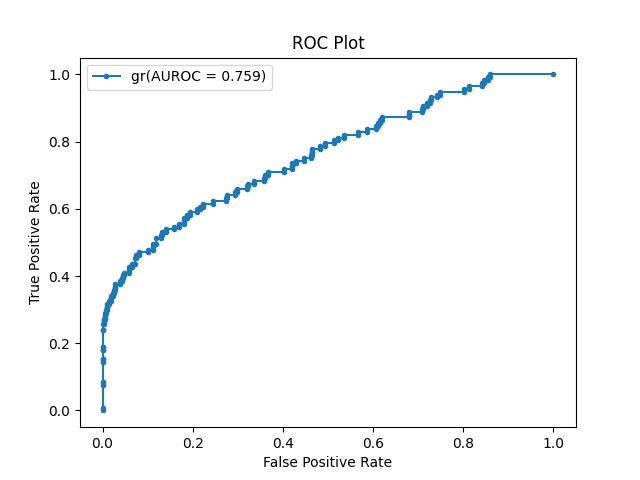 ROC Plot
gr(AUROC = 0.759)
1.0
0.8
0.6
0.4
0.2
0.0
True Positive Rate
0.0 0.2 0.4 0.6 0.8 1.0
False Positive Rate